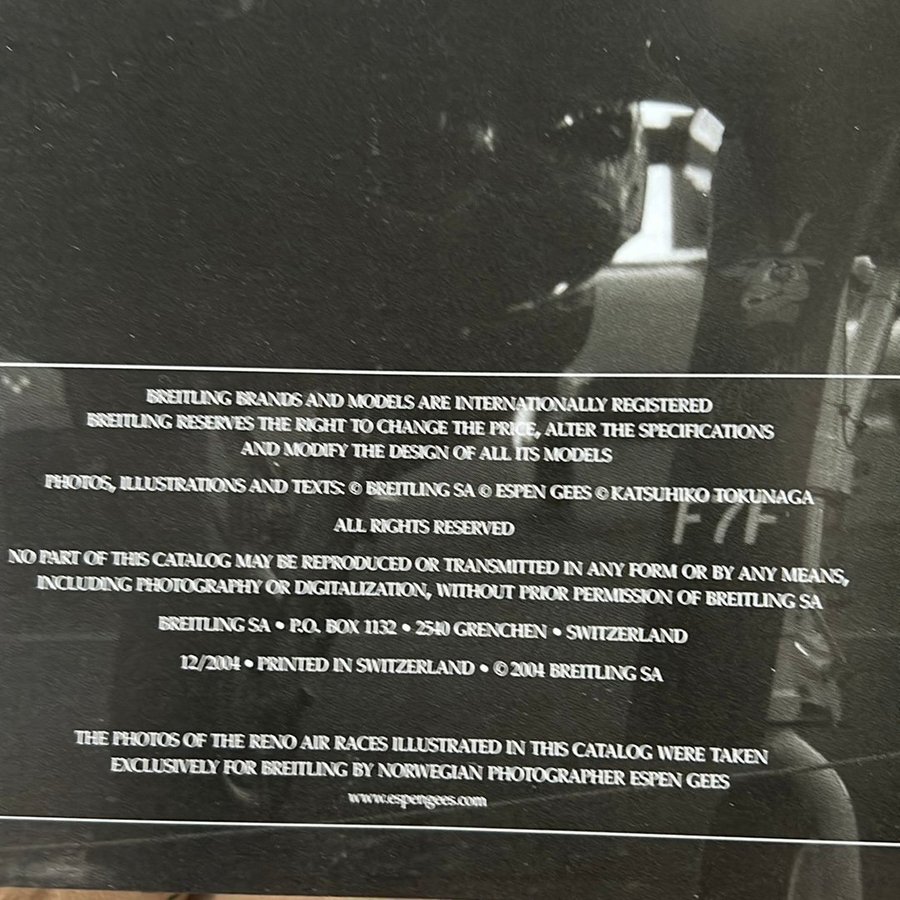 BREITLING BRANDS AND MODELS ARE INTERNATIONALLY REGISTERED
BREITLING RESERVES THE RIGHT TO CHANGE THE PRICE, ALTER THE SPECIFICATIONS
AND MODIFY THE DESIGN OF ALL ITS MODELS
PHOTOS, ILLUSTRATIONS AND TEXTS: © BREITLING SA © ESPEN GEES © KATSUHIKO TOKUNAGA
F7F
ALL RIGHTS RESERVED
NO PART OF THIS CATALOG MAY BE REPRODUCED OR TRANSMITTED IN ANY FORM OR BY ANY MEANS,
INCLUDING PHOTOGRAPHY OR DIGITALIZATION, WITHOUT PRIOR PERMISSION OF BREITLING SA
BREITLING SA • P.O. BOX 1132 • 2540 GRENCHEN • SWITZERLAND
12/2004 • PRINTED IN SWITZERLAND • © 2004 BREITLING SA
THE PHOTOS OF THE RENO AIR RACES ILLUSTRATED IN THIS CATALOG WERE TAKEN
EXCLUSIVELY FOR BREITLING BY NORWEGIAN PHOTOGRAPHER ESPEN GEES
www.espengees.com